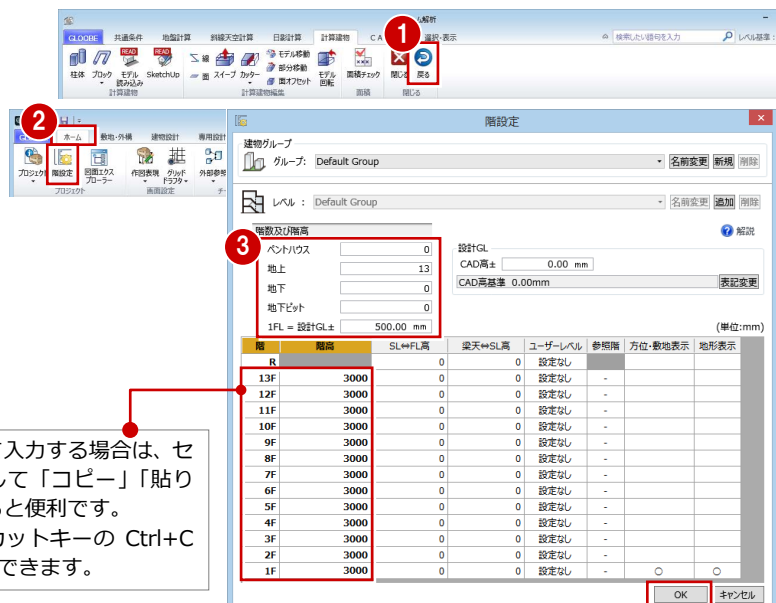 ム解析
GLOOBE 共通条件 地盤計算 斜線天空計算 日影計算 計算建物 CA 選択・表示 検索したい語句を入力 レベル基準:
1
柱体 ブロック モデル読み込み SketchUp 線 面 スイープ カッター モデル移動 部分移動 面オフセット モデル回転 面積チェック 閉じる 戻る
計算建物 計算建物編集 面積 閉じる
2
ホーム 敷地・外構 建物設計 専用設計
プロジェクト 階設定 図面エクスプローラー 作図表現 グリッドドラフタ 外部参照
プロジェクト 画面設定
階設定
建物グループ
グループ: Default Group 名前変更 新規 削除
レベル : Default Group 名前変更 追加 削除
階数及び階高 解説
3
ペントハウス 0
地上 13
地下 0
地下ピット 0
1FL = 設計GL± 500.00 mm
設計GL
CAD高± 0.00 mm
CAD高基準 0.00mm 表記変更
(単位:mm)
階 階高 SL⇔FL高 梁天⇔SL高 ユーザーレベル 参照階 方位・敷地表示 地形表示
R 0 0 設定なし
13F 3000 0 0 設定なし -
12F 3000 0 0 設定なし -
11F 3000 0 0 設定なし -
10F 3000 0 0 設定なし -
9F 3000 0 0 設定なし -
8F 3000 0 0 設定なし -
7F 3000 0 0 設定なし -
6F 3000 0 0 設定なし -
5F 3000 0 0 設定なし -
4F 3000 0 0 設定なし -
3F 3000 0 0 設定なし -
2F 3000 0 0 設定なし -
1F 3000 0 0 設定なし - ○ ○
OK キャンセル
入力する場合は、セ
して「コピー」「貼り
ると便利です。
カットキーの Ctrl+C
できます。